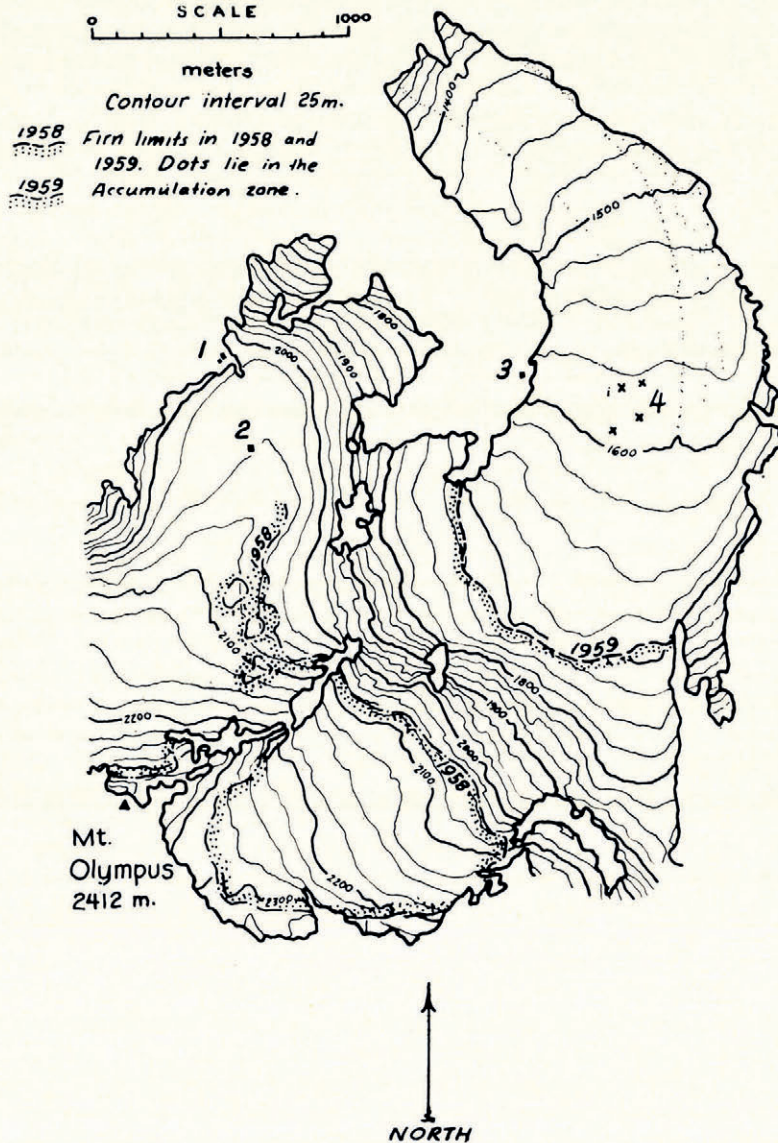 SCALE
0 1000
meters
Contour interval 25m.
1958 Firn limits in 1958 and
1959. Dots lie in the
1959 Accumulation zone.
1400
1500
1800
1
2000
1900
3
4
2
1600
1958
1959
2100
1800
1900
2200
2000
1958
2100
Mt.
Olympus
2412 m.
2200
2300
NORTH